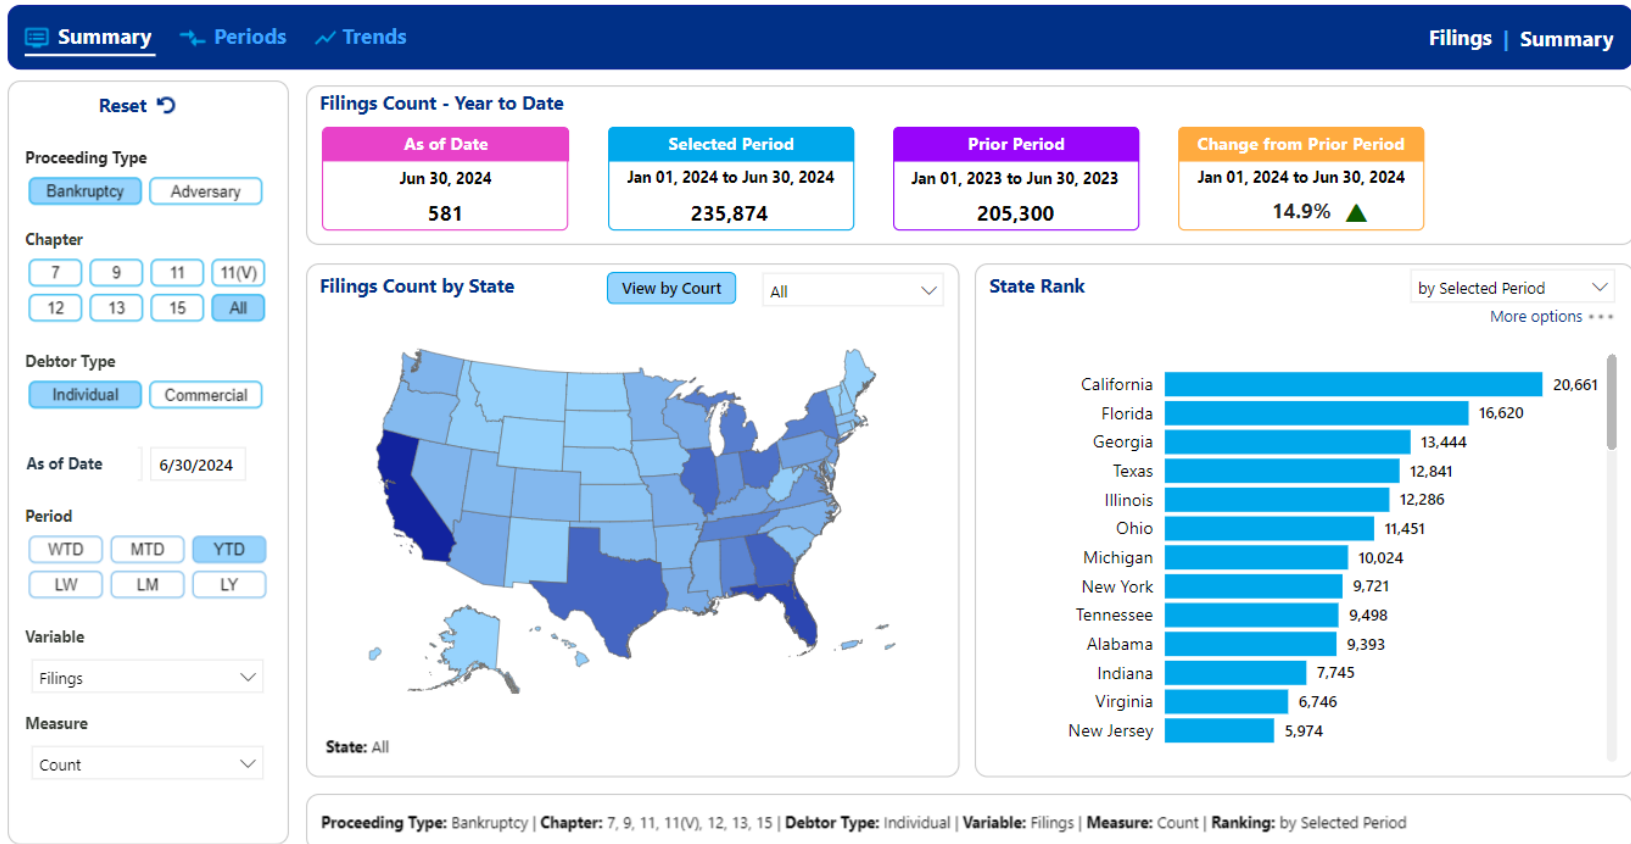 Summary Periods Trends Filings | Summary
Reset
Proceeding Type
Bankruptcy Adversary
Chapter
7 9 11 11(V)
12 13 15 All
Debtor Type
Individual Commercial
As of Date 6/30/2024
Period
WTD MTD YTD
LW LM LY
Variable
Filings
Measure
Count
Filings Count - Year to Date
As of Date
Jun 30, 2024
581
Selected Period
Jan 01, 2024 to Jun 30, 2024
235,874
Prior Period
Jan 01, 2023 to Jun 30, 2023
205,300
Change from Prior Period
Jan 01, 2024 to Jun 30, 2024
14.9%
Filings Count by State View by Court All
State: All
State Rank by Selected Period
More options
California 20,661
Florida 16,620
Georgia 13,444
Texas 12,841
Illinois 12,286
Ohio 11,451
Michigan 10,024
New York 9,721
Tennessee 9,498
Alabama 9,393
Indiana 7,745
Virginia 6,746
New Jersey 5,974
Proceeding Type: Bankruptcy | Chapter: 7, 9, 11, 11(V), 12, 13, 15 | Debtor Type: Individual | Variable: Filings | Measure: Count | Ranking: by Selected Period